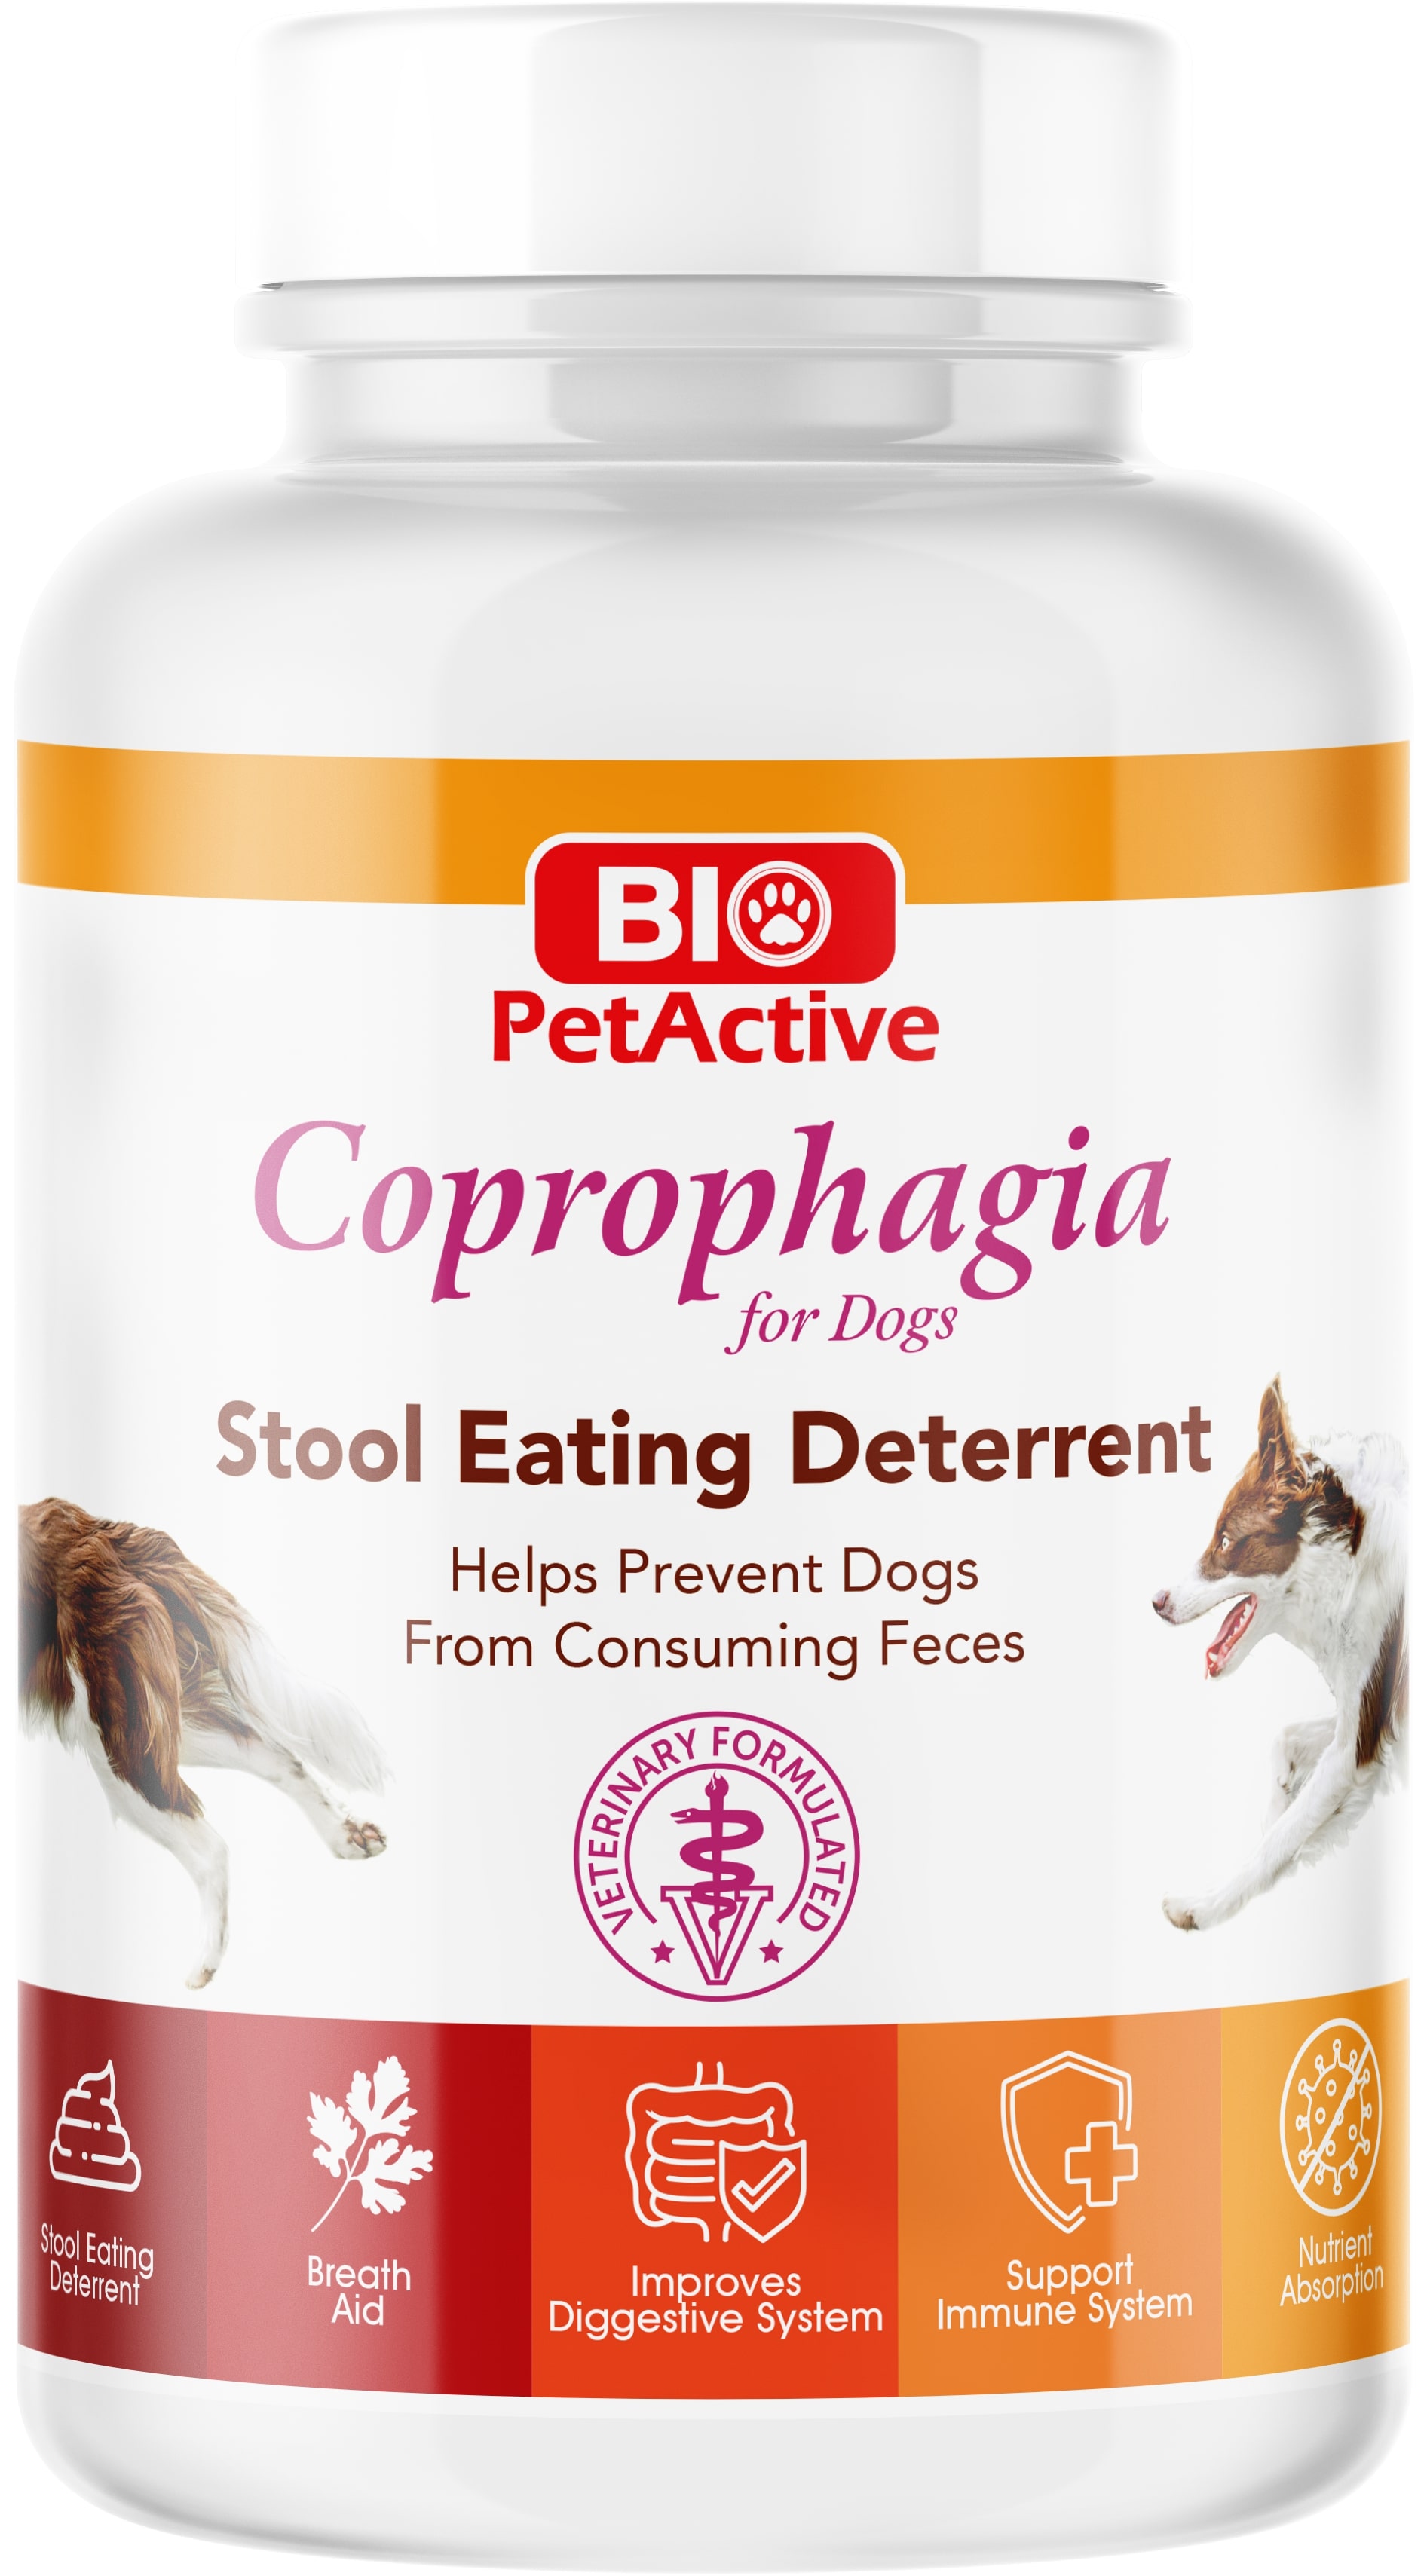 BIO
PetActive
Coprophagia
for Dogs
Stool Eating Deterrent
Helps Prevent Dogs
From Consuming Feces
VETERINARY FORMULATED
V
Stool Eating
Deterrent
Breath
Aid
Improves
Diggestive System
Support
Immune System
Nutrient
Absorption